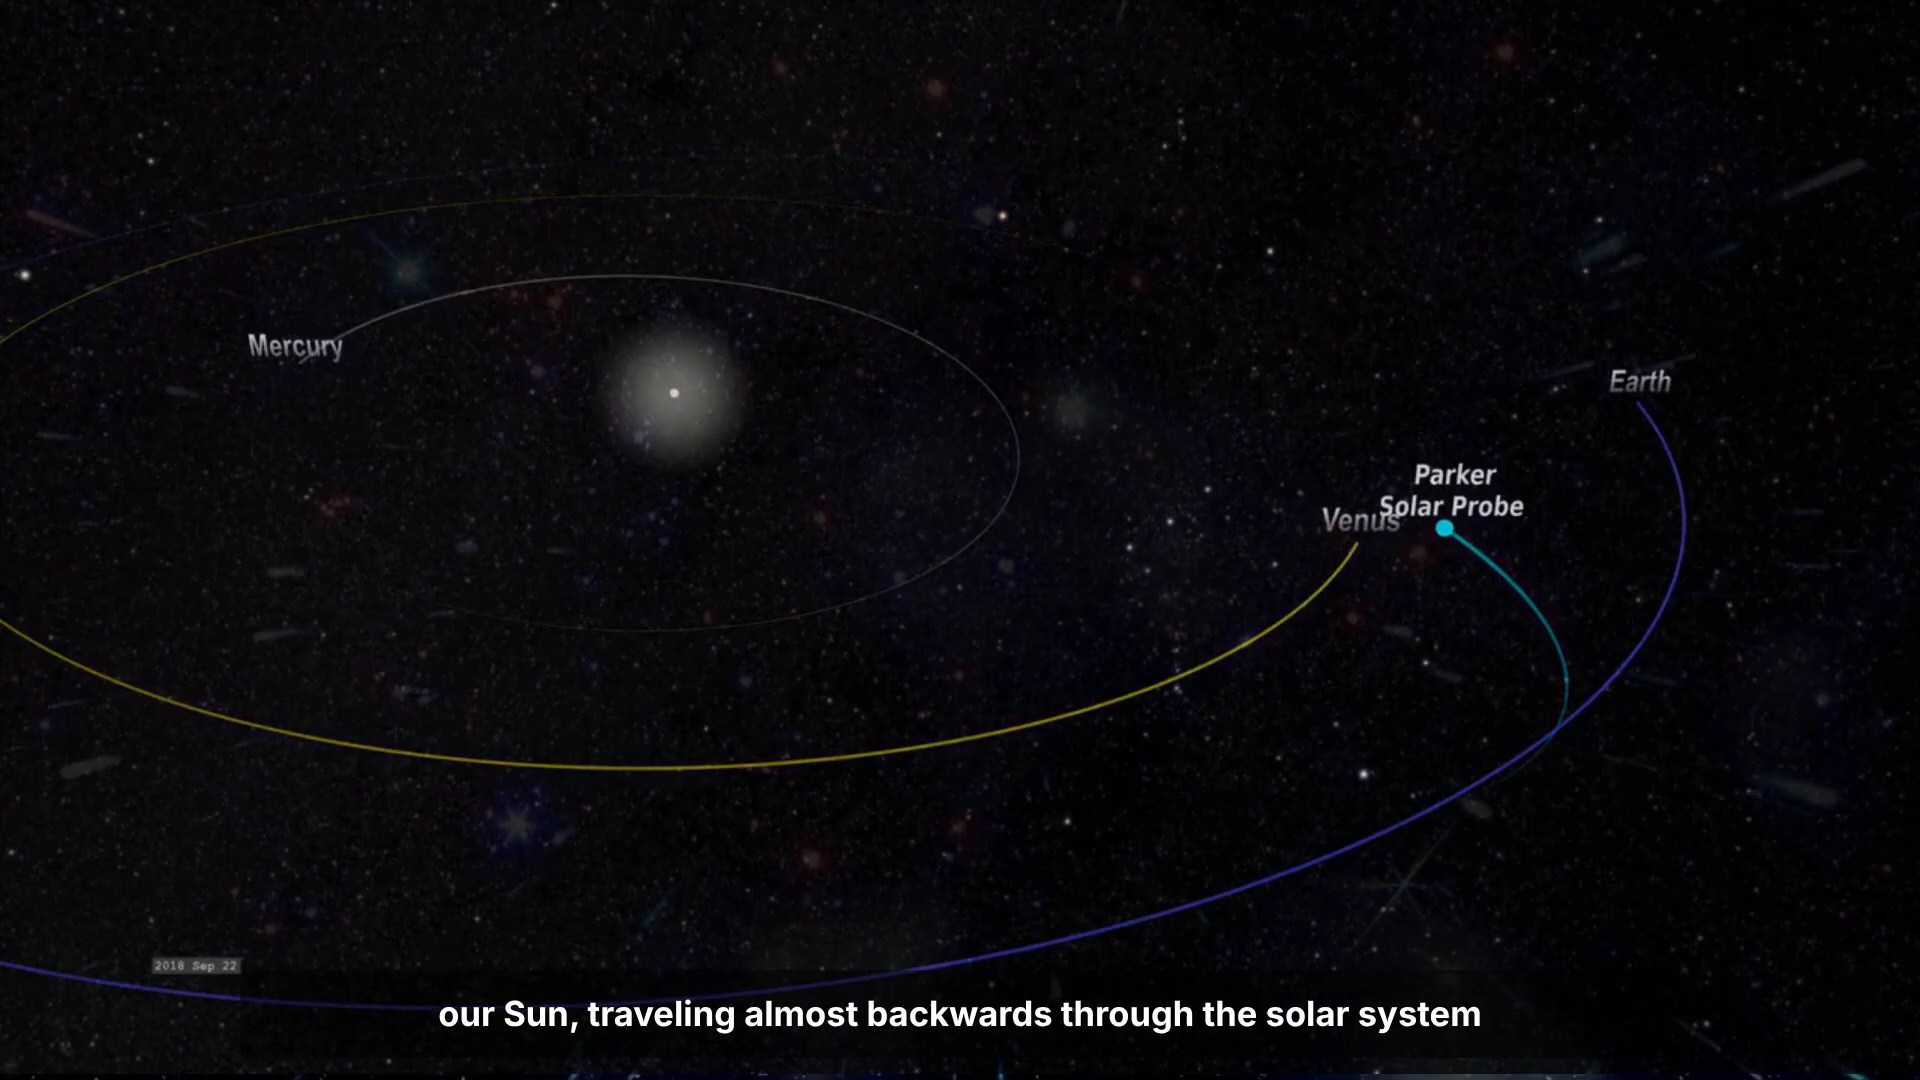 Mercury
Earth
Parker
Solar Probe
Venus
2018 Sep 22
our Sun, traveling almost backwards through the solar system